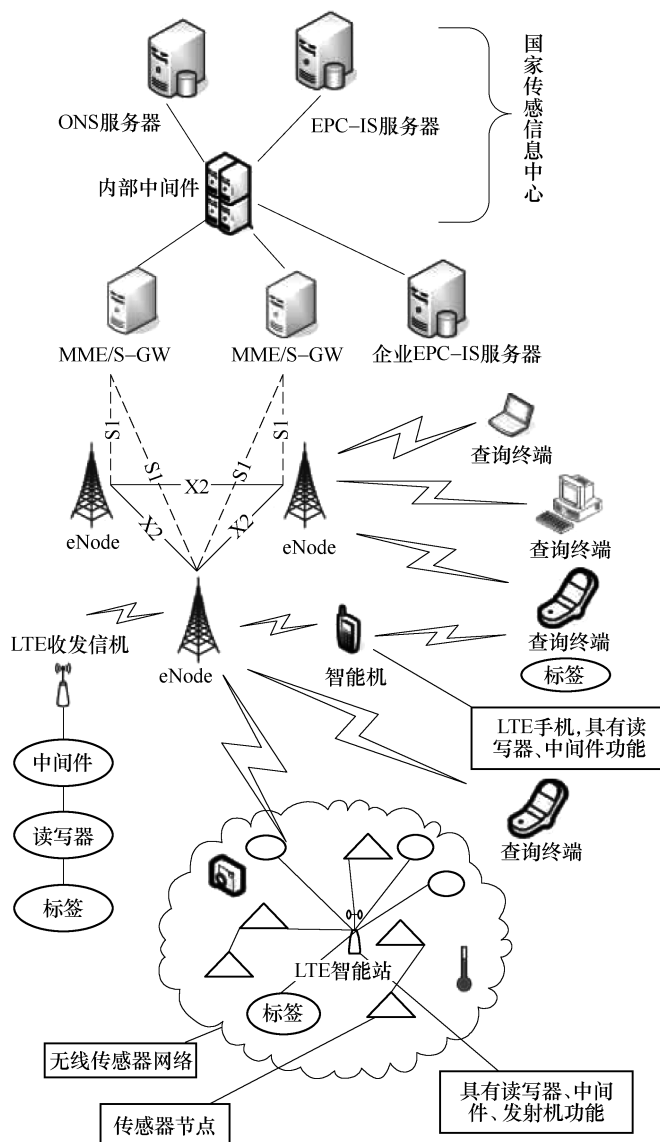 ONS服务器
EPC–IS服务器
国家传感信息中心
内部中间件
MME/S–GW
MME/S–GW
企业EPC–IS服务器
S1
S1
S1
S1
查询终端
X2
X2
X2
eNode
eNode
查询终端
LTE收发信机
eNode
智能机
查询终端
标签
LTE手机，具有读
写器、中间件功能
中间件
读写器
查询终端
标签
LTE智能站
标签
无线传感器网络
具有读写器、中间
件、发射机功能
传感器节点